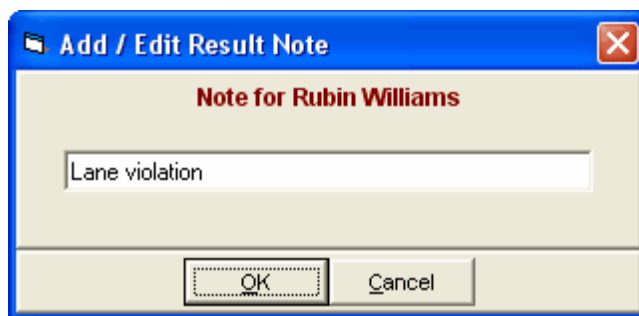 Add / Edit Result Note
Note for Rubin Williams
Lane violation
OK Cancel